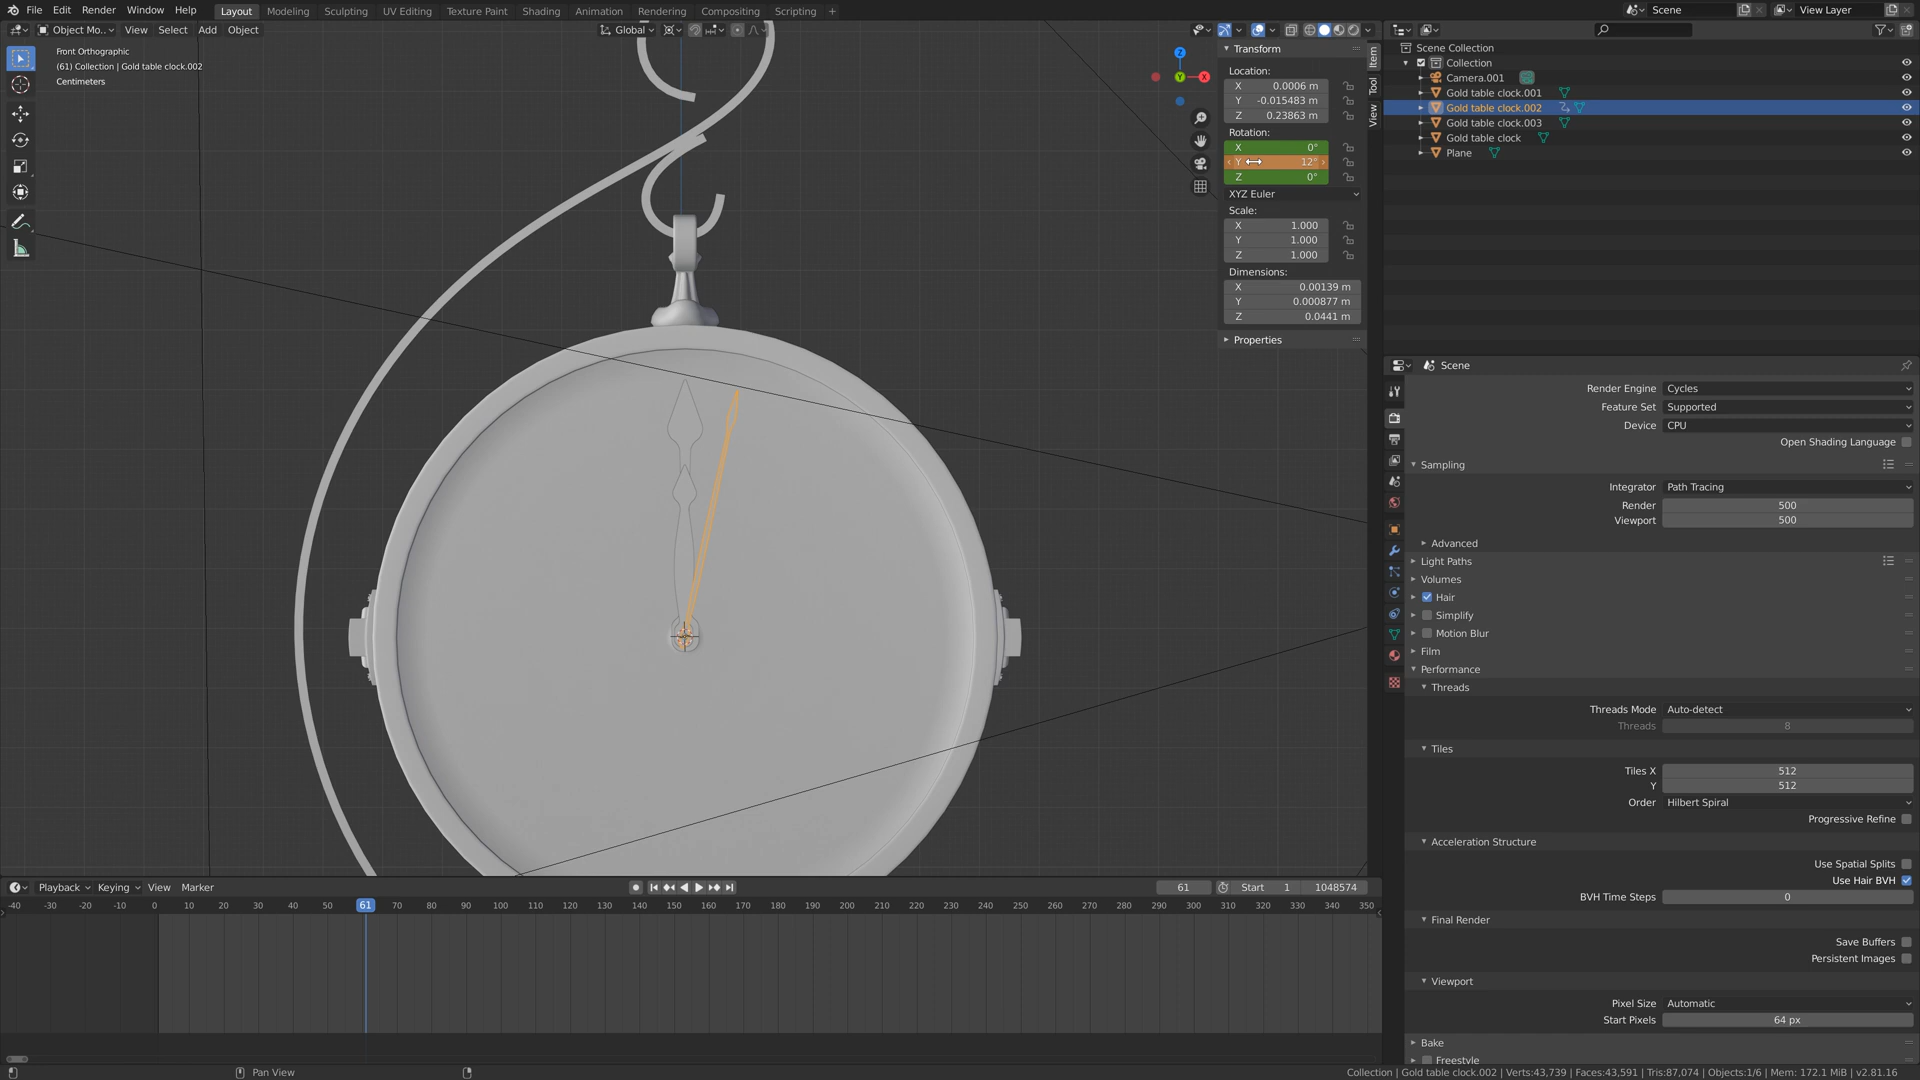 File Edit Render Window Help Layout Modeling Sculpting UV Editing Texture Paint Shading Animation Rendering Compositing Scripting + Scene View Layer
Object Mo... View Select Add Object Global
Front Orthographic
(61) Collection | Gold table clock.002
Centimeters
Transform
Location:
X 0.0006 m
Y -0.015483 m
Z 0.23863 m
Rotation:
X 0°
Y 12°
Z 0°
XYZ Euler
Scale:
X 1.000
Y 1.000
Z 1.000
Dimensions:
X 0.00139 m
Y 0.000877 m
Z 0.0441 m
Properties
Item
Tool
View
Z
Y
X
Scene Collection
Collection
Camera.001
Gold table clock.001
Gold table clock.002
Gold table clock.003
Gold table clock
Plane
Scene
Render Engine Cycles
Feature Set Supported
Device CPU
Open Shading Language
Sampling
Integrator Path Tracing
Render 500
Viewport 500
Advanced
Light Paths
Volumes
Hair
Simplify
Motion Blur
Film
Performance
Threads
Threads Mode Auto-detect
Threads 8
Tiles
Tiles X 512
Y 512
Order Hilbert Spiral
Progressive Refine
Acceleration Structure
Use Spatial Splits
Use Hair BVH
BVH Time Steps 0
Final Render
Save Buffers
Persistent Images
Viewport
Pixel Size Automatic
Start Pixels 64 px
Bake
Freestyle
Playback Keying View Marker 61 Start 1 1048574
-40 -30 -20 -10 0 10 20 30 40 50 61 70 80 90 100 110 120 130 140 150 160 170 180 190 200 210 220 230 240 250 260 270 280 290 300 310 320 330 340 350
Pan View
Collection | Gold table clock.002 | Verts:43,739 | Faces:43,591 | Tris:87,074 | Objects:1/6 | Mem: 172.1 MiB | v2.81.16